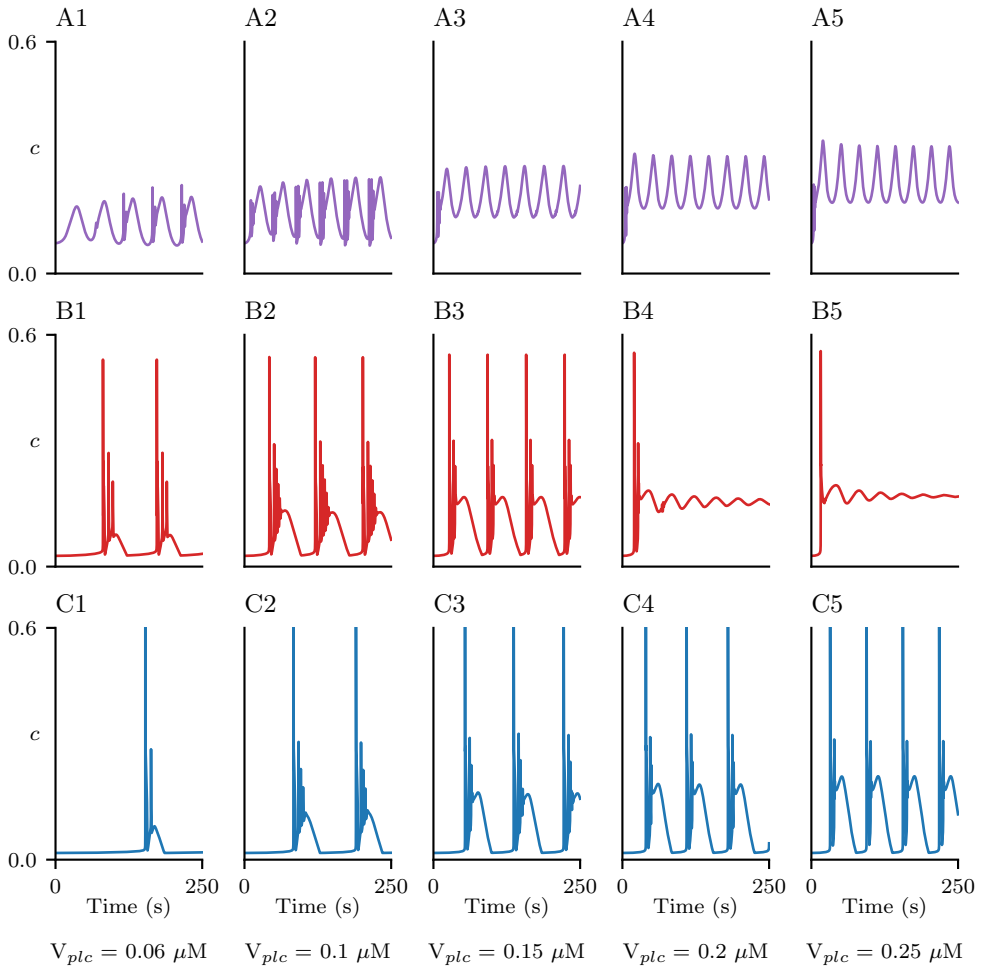 A1 A2 A3 A4 A5
0.6
c
0.0
B1 B2 B3 B4 B5
0.6
c
0.0
C1 C2 C3 C4 C5
0.6
c
0.0
0 250 0 250 0 250 0 250 0 250
Time (s) Time (s) Time (s) Time (s) Time (s)
V_plc = 0.06 μM V_plc = 0.1 μM V_plc = 0.15 μM V_plc = 0.2 μM V_plc = 0.25 μM